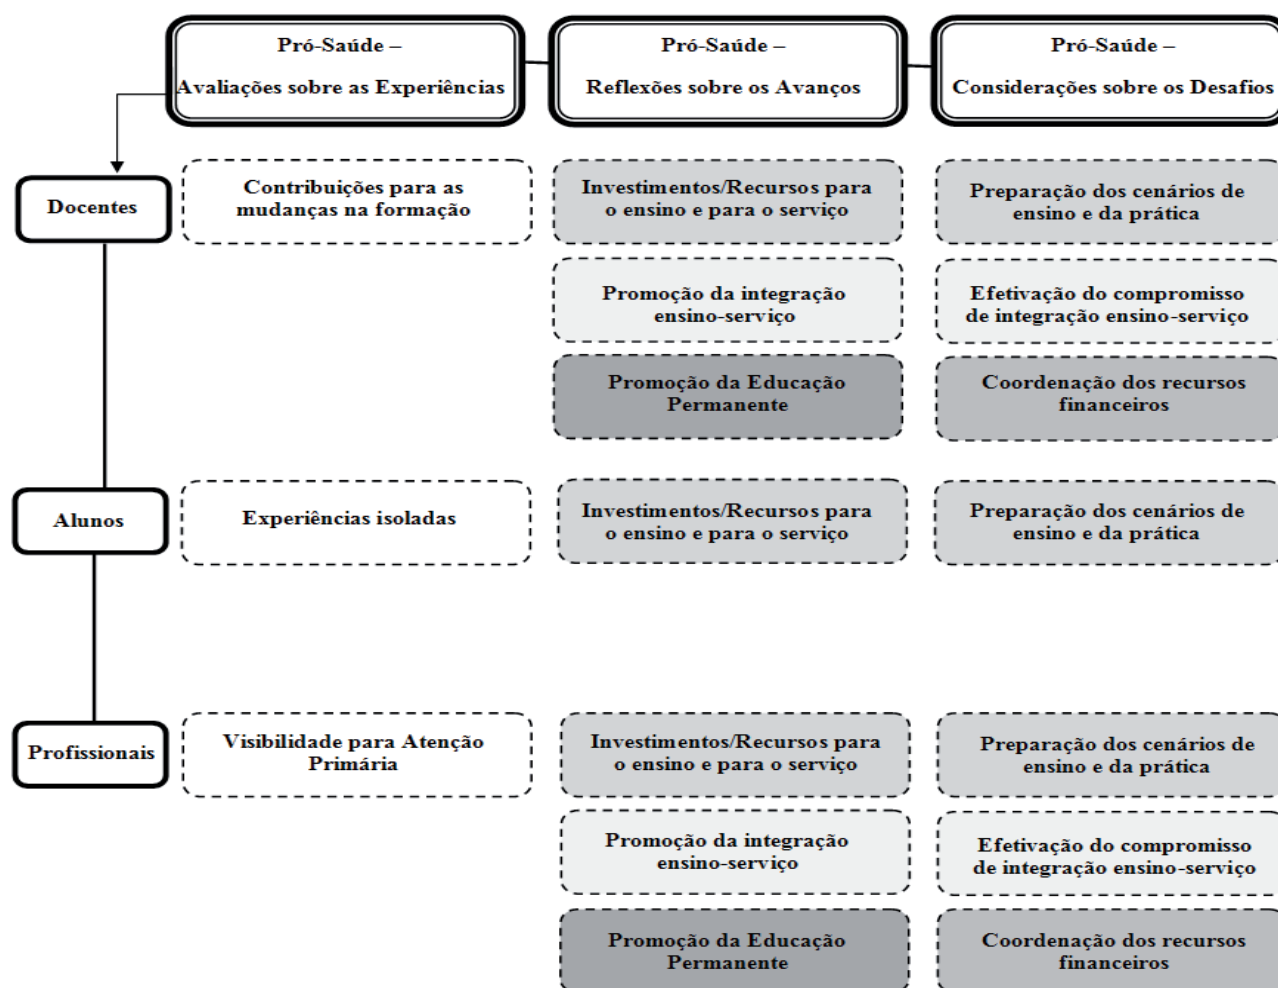 Pró-Saúde –
Avaliações sobre as Experiências
Pró-Saúde –
Reflexões sobre os Avanços
Pró-Saúde –
Considerações sobre os Desafios
Docentes
Contribuições para as
mudanças na formação
Investimentos/Recursos para
o ensino e para o serviço
Preparação dos cenários de
ensino e da prática
Promoção da integração
ensino-serviço
Efetivação do compromisso
de integração ensino-serviço
Promoção da Educação
Permanente
Coordenação dos recursos
financeiros
Alunos
Experiências isoladas
Investimentos/Recursos para
o ensino e para o serviço
Preparação dos cenários de
ensino e da prática
Profissionais
Visibilidade para Atenção
Primária
Investimentos/Recursos para
o ensino e para o serviço
Preparação dos cenários de
ensino e da prática
Promoção da integração
ensino-serviço
Efetivação do compromisso
de integração ensino-serviço
Promoção da Educação
Permanente
Coordenação dos recursos
financeiros